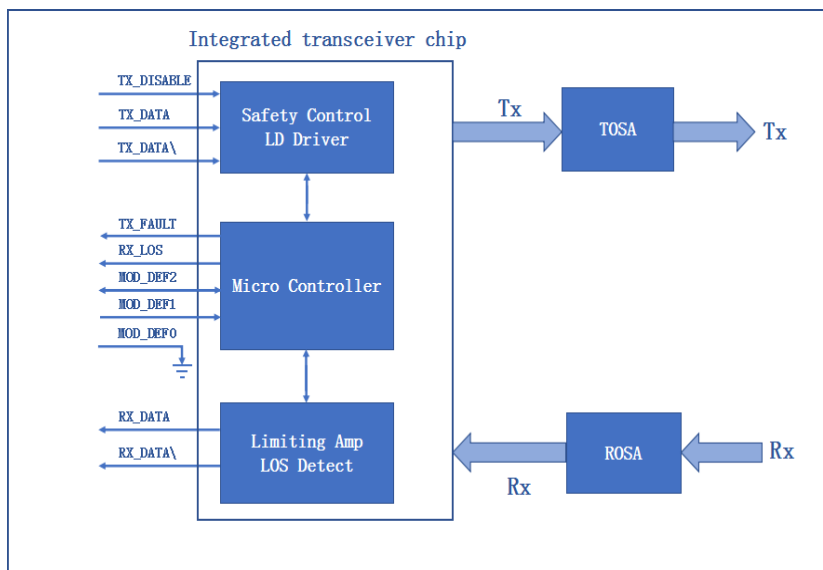 Integrated transceiver chip
TX_DISABLE
TX_DATA
TX_DATA\
Safety Control
LD Driver
Tx
TOSA
Tx
TX_FAULT
RX_LOS
MOD_DEF2
MOD_DEF1
MOD_DEF0
Micro Controller
RX_DATA
RX_DATA\
Limiting Amp
LOS Detect
Rx
ROSA
Rx